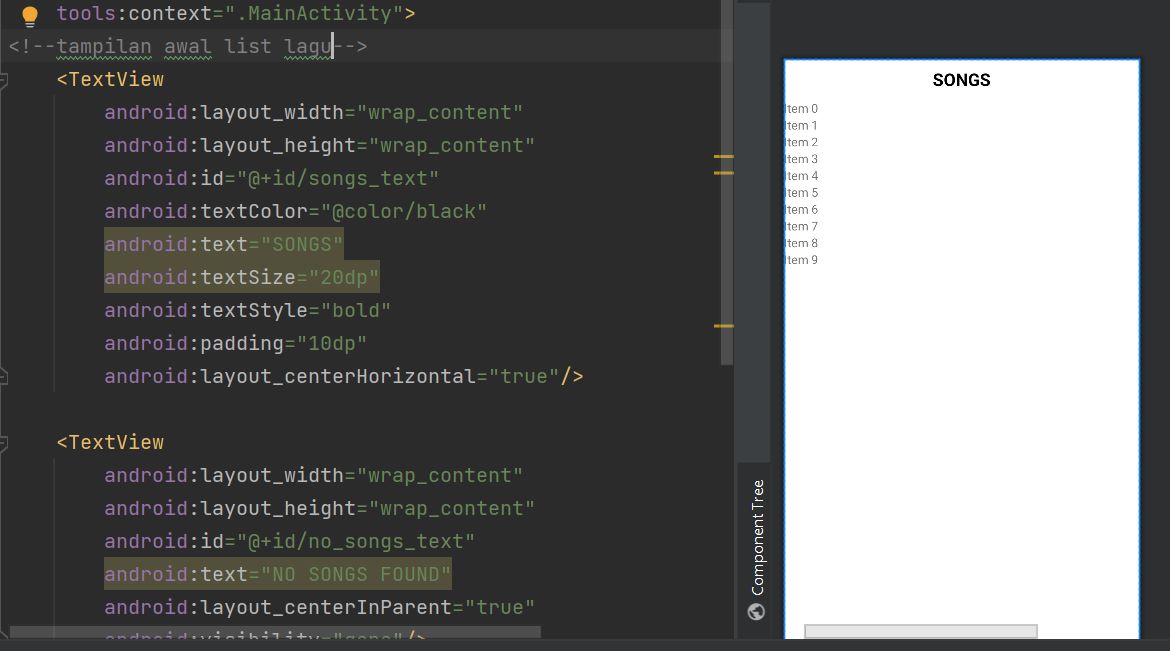 tools:context=".MainActivity">
<!--tampilan awal list lagu-->
<TextView
android:layout_width="wrap_content"
android:layout_height="wrap_content"
android:id="@+id/songs_text"
android:textColor="@color/black"
android:text="SONGS"
android:textSize="20dp"
android:textStyle="bold"
android:padding="10dp"
android:layout_centerHorizontal="true"/>
<TextView
android:layout_width="wrap_content"
android:layout_height="wrap_content"
android:id="@+id/no_songs_text"
android:text="NO SONGS FOUND"
android:layout_centerInParent="true"
android:visibility="gone"/>
Component Tree
SONGS
Item 0
Item 1
Item 2
Item 3
Item 4
Item 5
Item 6
Item 7
Item 8
Item 9